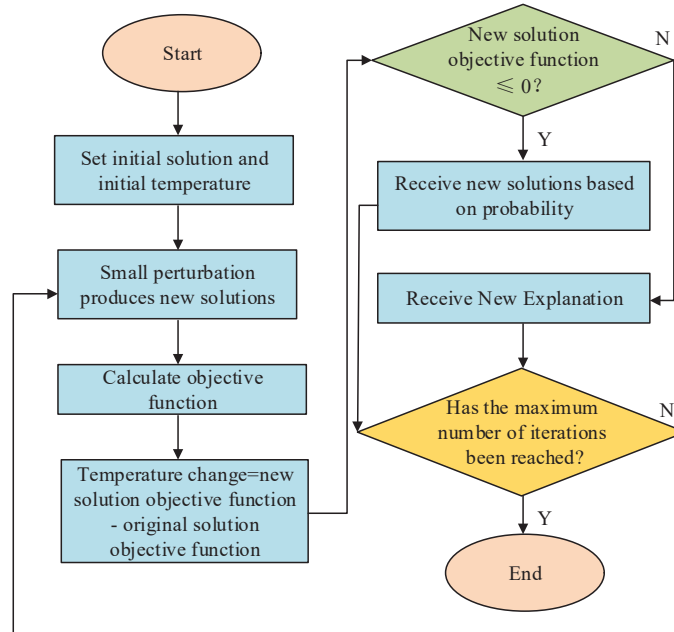 Start
Set initial solution and
initial temperature
Small perturbation
produces new solutions
Calculate objective
function
Temperature change=new
solution objective function
- original solution
objective function
New solution
objective function
≤ 0?
N
Y
Receive new solutions based
on probability
Receive New Explanation
Has the maximum
number of iterations
been reached?
N
Y
End